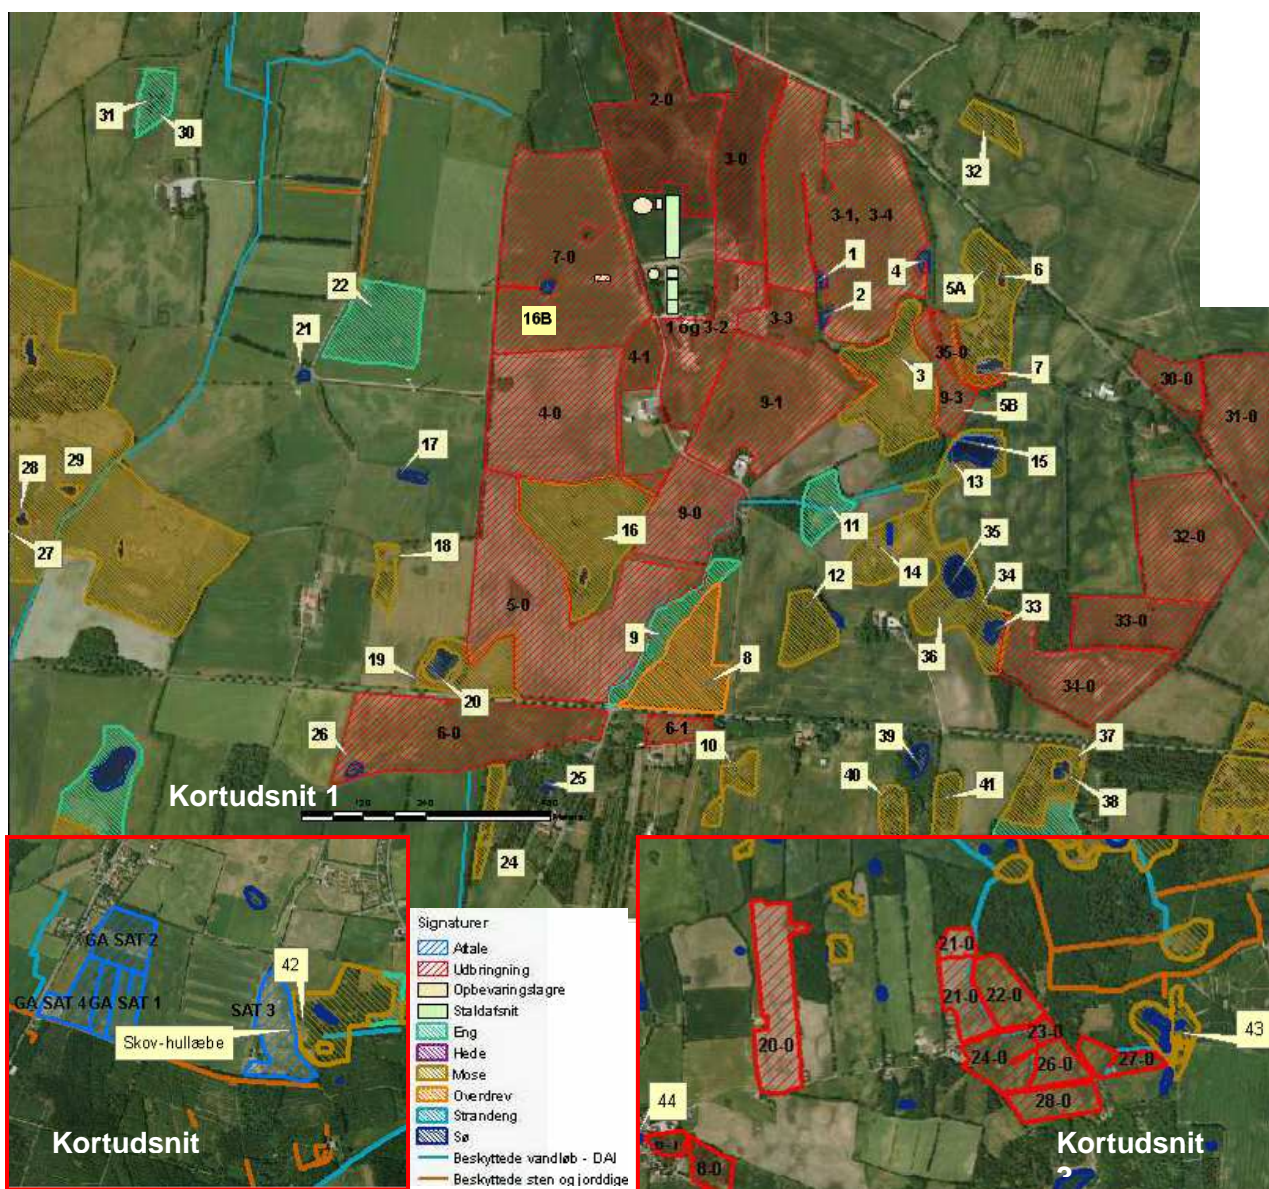 2-0
31
30
3-0
32
3-1, 3-4
7-0
1
4
5A
6
22
2
16B
1 og 3-2
3-3
21
4-1
35-0
3
7
30-0
9-3
5B
4-0
9-1
31-0
17
15
28
29
13
16
9-0
11
35
32-0
27
18
12
14
34
33
5-0
9
33-0
19
8
36
20
34-0
26
6-0
6-1
39
37
10
25
40
41
38
Kortudsnit 1
24
GA SAT 2
42
GA SAT 4
GA SAT 1
SAT 3
Skov-hullæbe
Kortudsnit
Signaturer
Aftale
Udbringning
Opbevaringslagre
Staldafsnit
Eng
Hede
Mose
Overdrev
Strandeng
Sø
Beskyttede vandløb - DAI
Beskyttede sten og jorddige
21-0
21-0
22-0
23-0
43
20-0
24-0
26-0
27-0
28-0
44
8-0
Kortudsnit